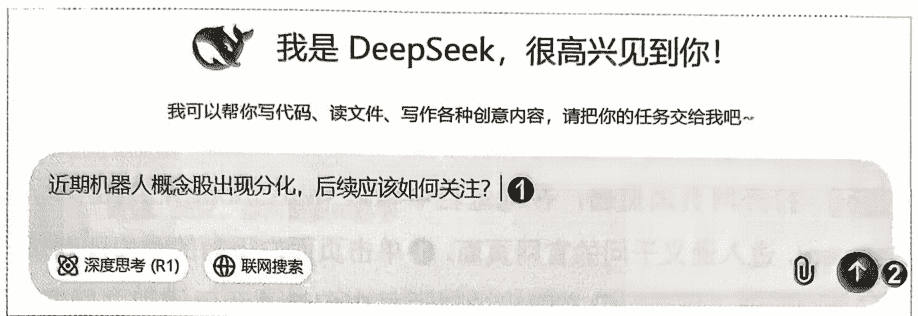 我是 DeepSeek，很高兴见到你！
我可以帮你写代码、读文件、写作各种创意内容，请把你的任务交给我吧~
近期机器人概念股出现分化，后续应该如何关注？ ❶
深度思考 (R1) 联网搜索 ❷